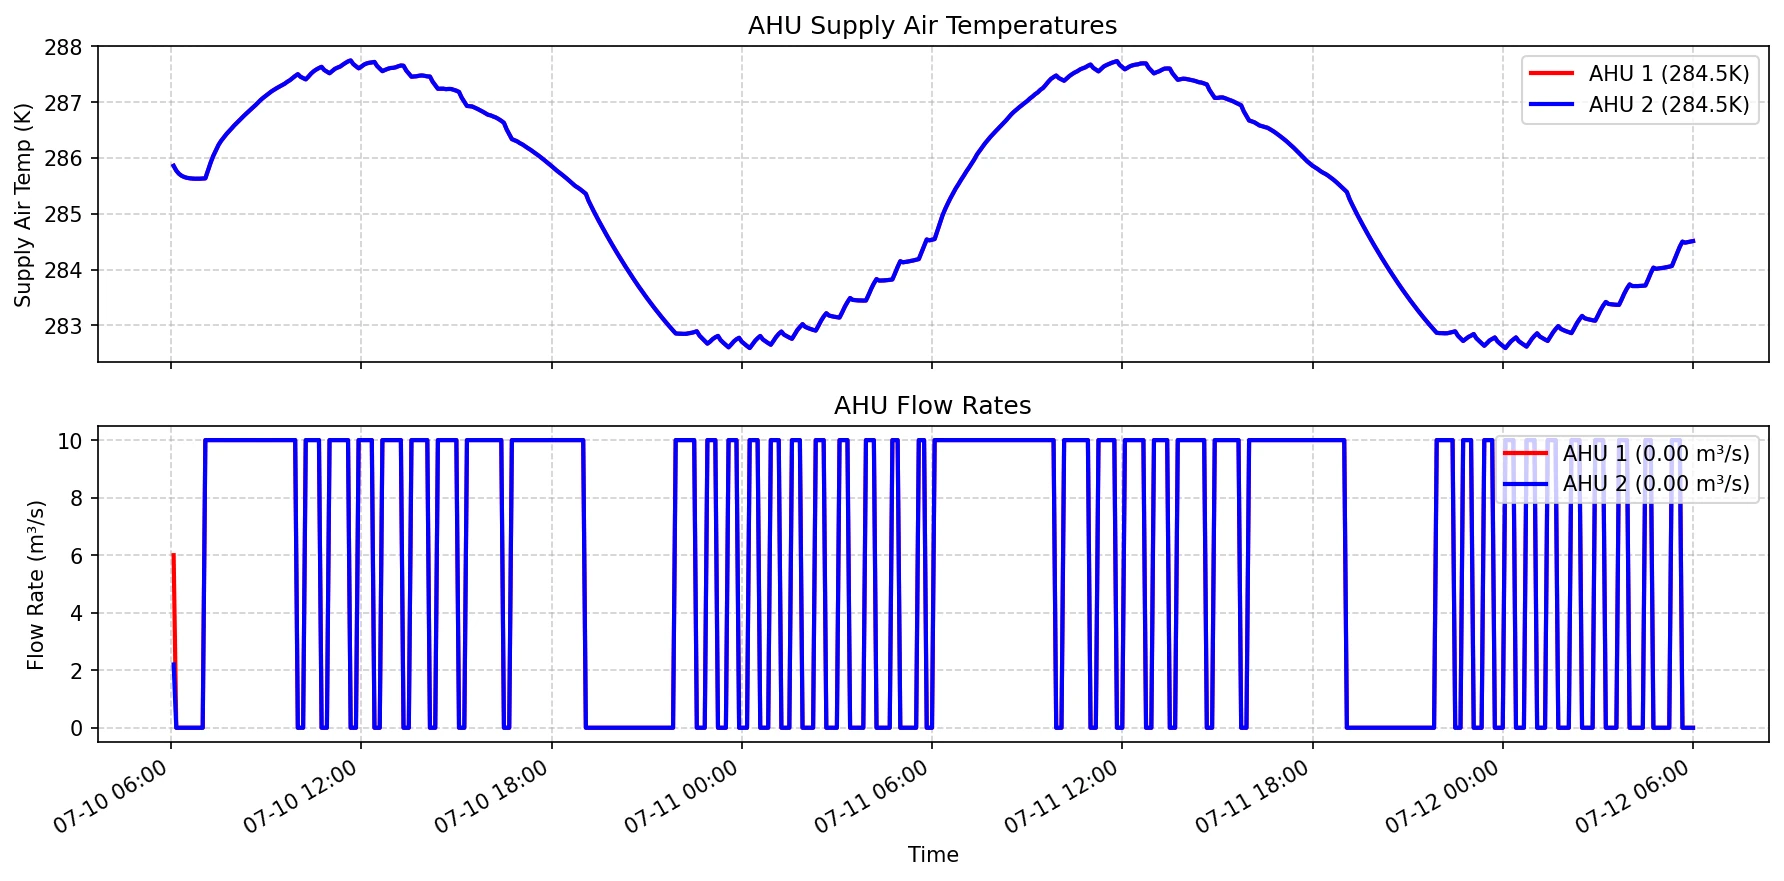 AHU Supply Air Temperatures
Supply Air Temp (K)
288
287
286
285
284
283
AHU 1 (284.5K)
AHU 2 (284.5K)
AHU Flow Rates
Flow Rate (m³/s)
10
8
6
4
2
0
AHU 1 (0.00 m³/s)
AHU 2 (0.00 m³/s)
07-10 06:00
07-10 12:00
07-10 18:00
07-11 00:00
07-11 06:00
07-11 12:00
07-11 18:00
07-12 00:00
07-12 06:00
Time